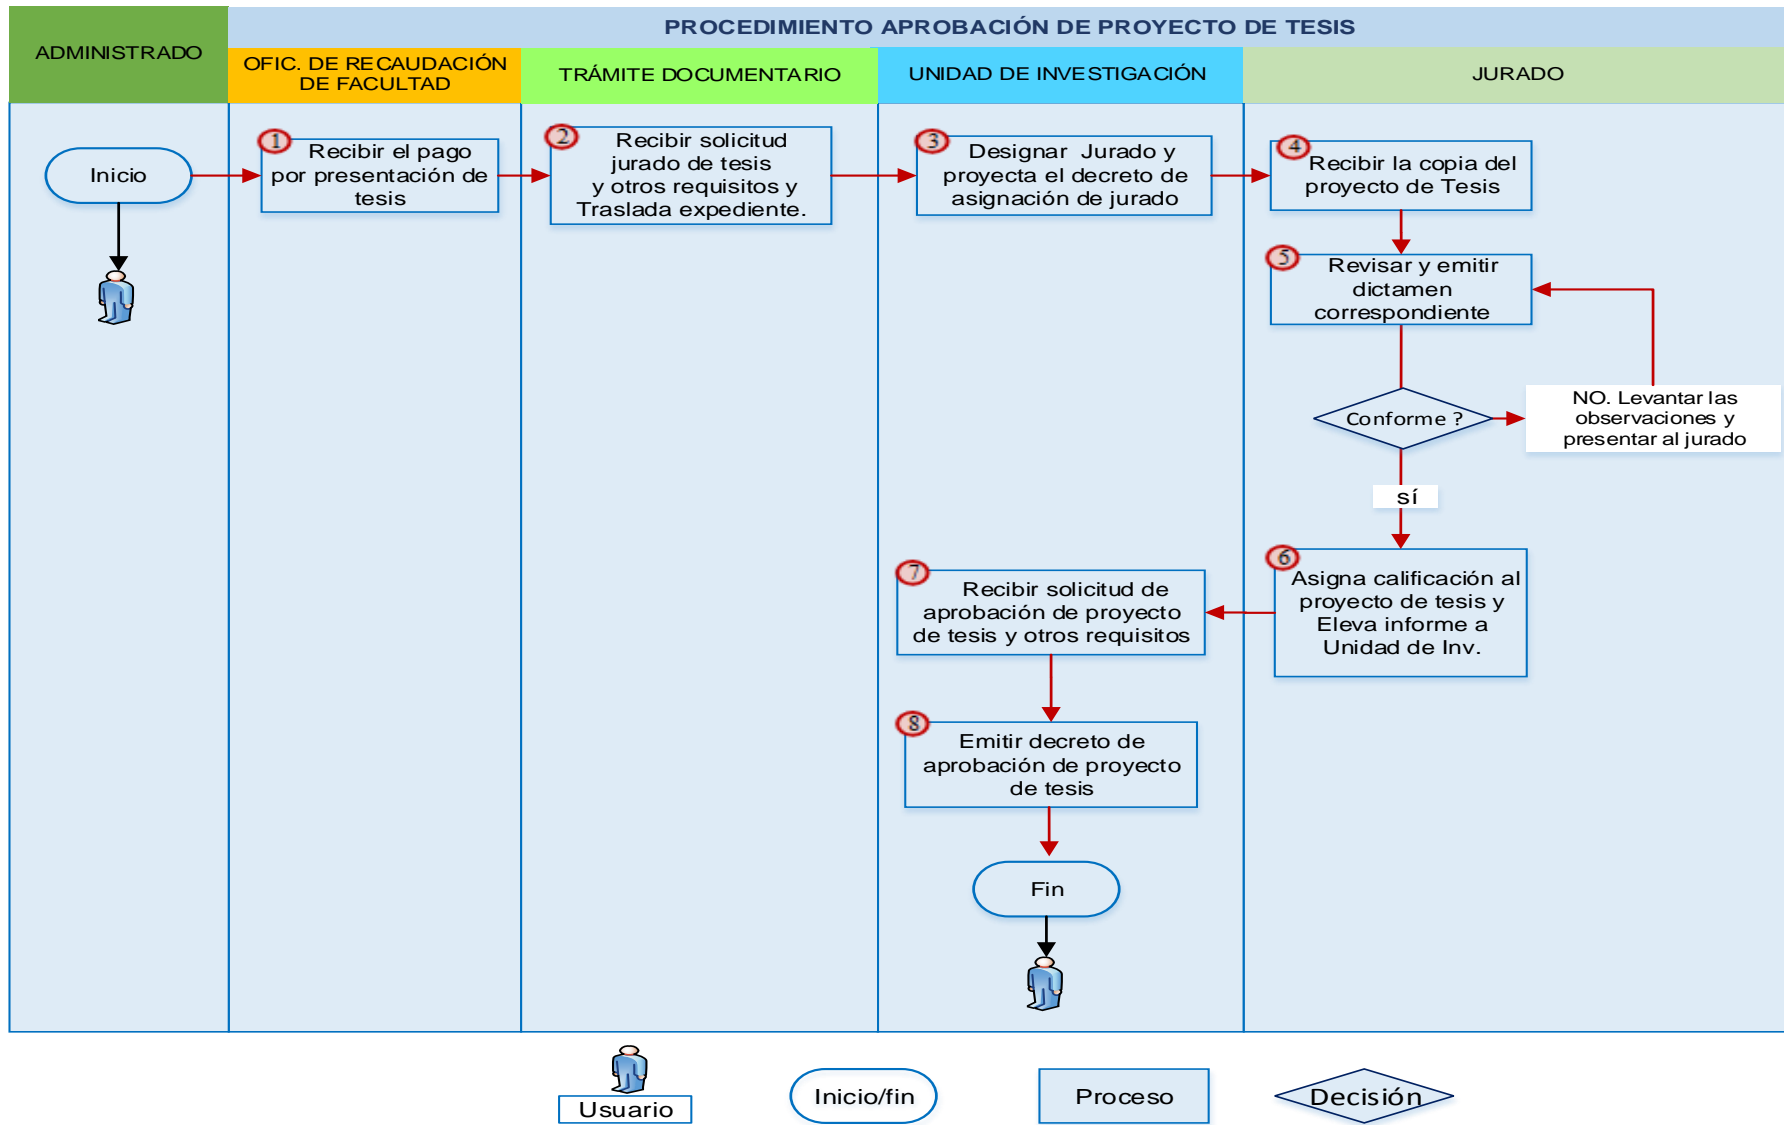 PROCEDIMIENTO APROBACIÓN DE PROYECTO DE TESIS
ADMINISTRADO
OFIC. DE RECAUDACIÓN
DE FACULTAD
TRÁMITE DOCUMENTARIO
UNIDAD DE INVESTIGACIÓN
JURADO
Inicio
1
Recibir el pago
por presentación de
tesis
2
Recibir solicitud
jurado de tesis
y otros requisitos y
Traslada expediente.
3
Designar Jurado y
proyecta el decreto de
asignación de jurado
4
Recibir la copia del
proyecto de Tesis
5
Revisar y emitir
dictamen
correspondiente
Conforme ?
NO. Levantar las
observaciones y
presentar al jurado
sí
6
Asigna calificación al
proyecto de tesis y
Eleva informe a
Unidad de Inv.
7
Recibir solicitud de
aprobación de proyecto
de tesis y otros requisitos
8
Emitir decreto de
aprobación de proyecto
de tesis
Fin
Usuario
Inicio/fin
Proceso
Decisión